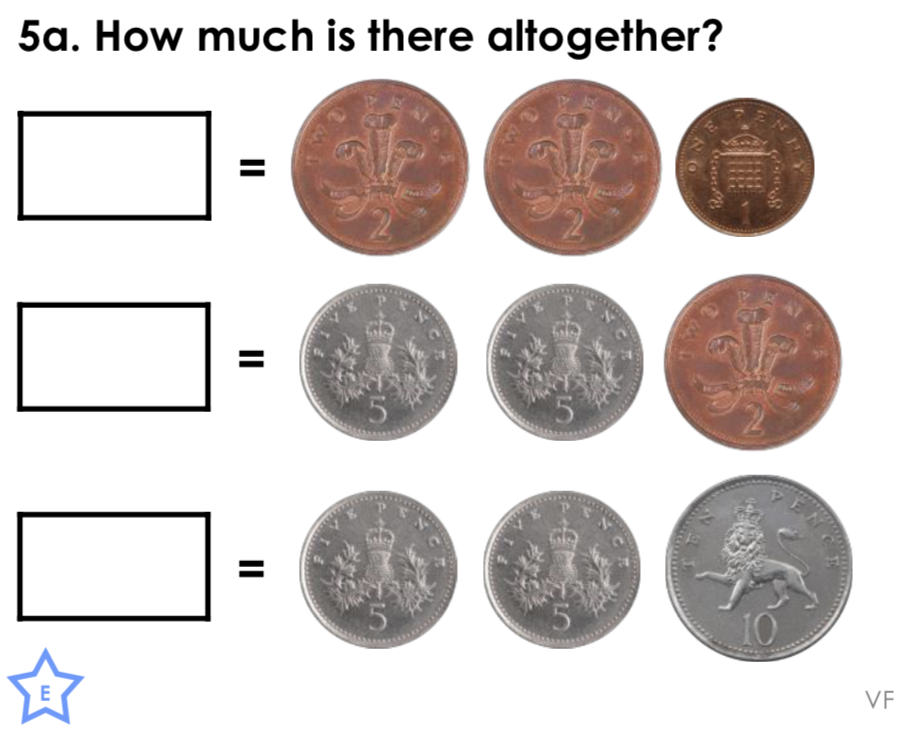 5a. How much is there altogether?
= TWO PENCE 2 TWO PENCE 2 ONE PENNY 1
= FIVE PENCE 5 FIVE PENCE 5 TWO PENCE 2
= FIVE PENCE 5 FIVE PENCE 5 TEN PENCE 10
E
VF